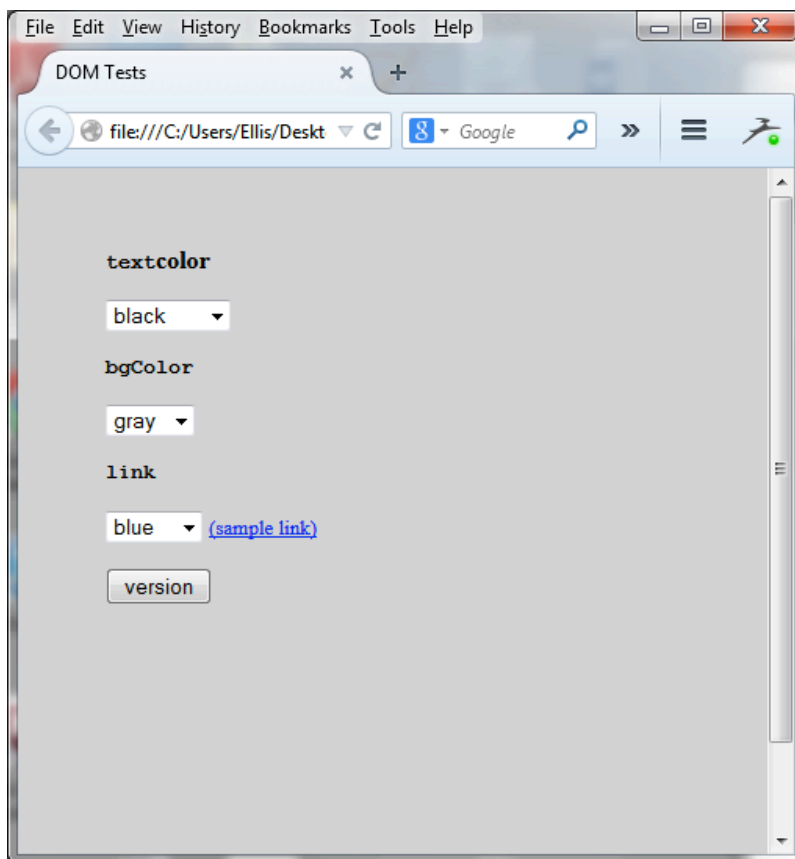 File Edit View History Bookmarks Tools Help
DOM Tests
file:///C:/Users/Ellis/Deskt 8 Google
textcolor
black
bgColor
gray
link
blue (sample link)
version